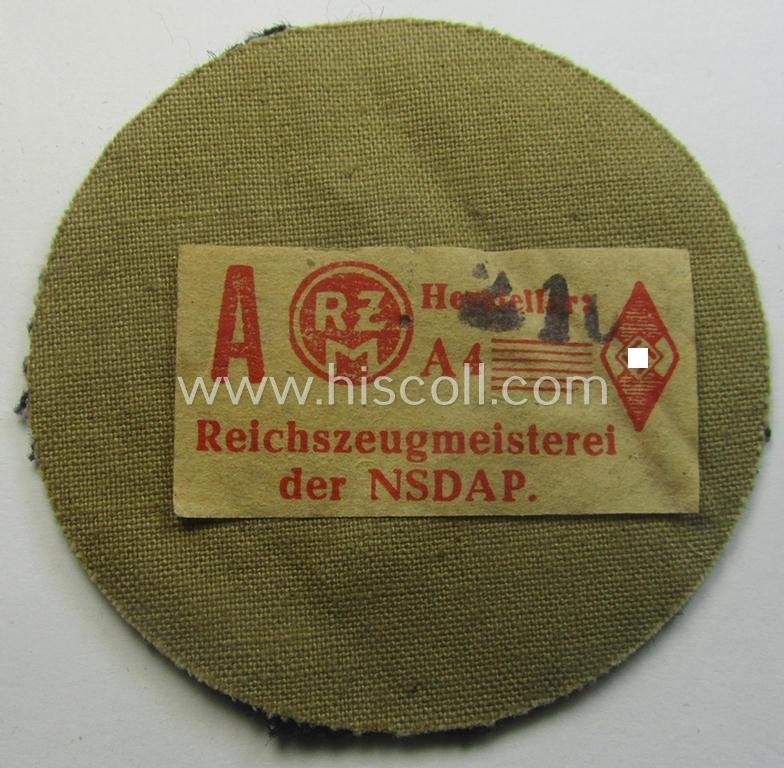 A RZM Hersteller:
A4
www.hiscoll.com
Reichszeugmeisterei
der NSDAP.